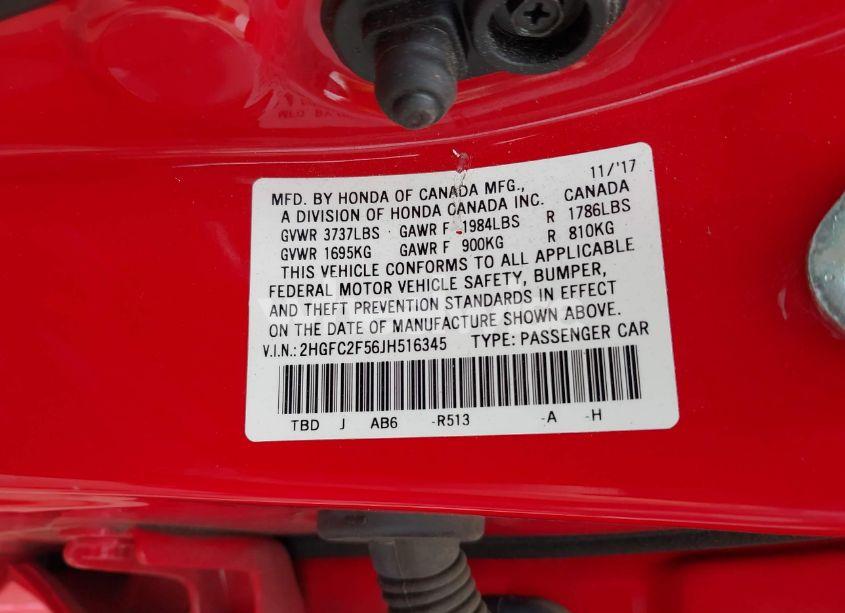 11/'17
MFD. BY HONDA OF CANADA MFG.,
A DIVISION OF HONDA CANADA INC. CANADA
GVWR 3737LBS GAWR F 1984LBS R 1786LBS
GVWR 1695KG GAWR F 900KG R 810KG
THIS VEHICLE CONFORMS TO ALL APPLICABLE
FEDERAL MOTOR VEHICLE SAFETY, BUMPER,
AND THEFT PREVENTION STANDARDS IN EFFECT
ON THE DATE OF MANUFACTURE SHOWN ABOVE.
V.I.N.: 2HGFC2F56JH516345 TYPE: PASSENGER CAR
TBD J AB6 -R513 -A -H